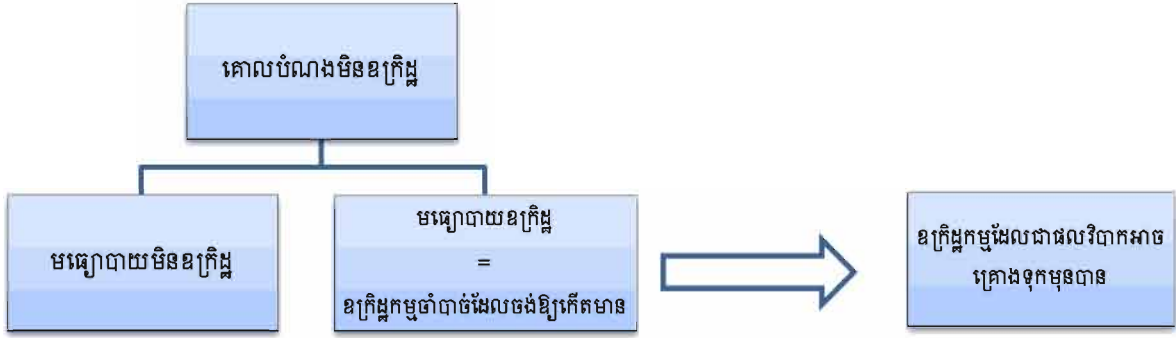 គោលបំណងមិនឧក្រិដ្ឋ
មធ្យោបាយមិនឧក្រិដ្ឋ
មធ្យោបាយឧក្រិដ្ឋ
=
ឧក្រិដ្ឋកម្មចាំបាច់ដែលចង់ឱ្យកើតមាន
ឧក្រិដ្ឋកម្មដែលជាផលវិបាកអាច
គ្រោងទុកមុនបាន